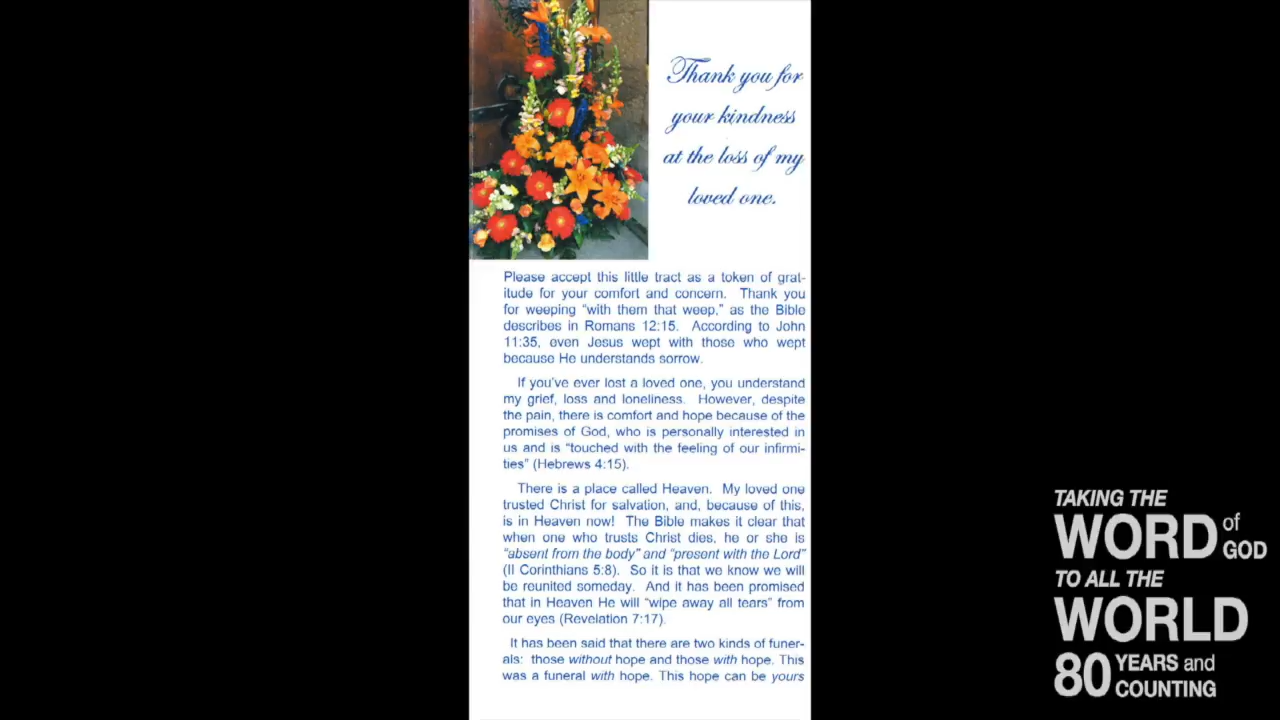 Thank you for
your kindness
at the loss of my
loved one.
Please accept this little tract as a token of grat-
itude for your comfort and concern. Thank you
for weeping “with them that weep,” as the Bible
describes in Romans 12:15. According to John
11:35, even Jesus wept with those who wept
because He understands sorrow.
If you’ve ever lost a loved one, you understand
my grief, loss and loneliness. However, despite
the pain, there is comfort and hope because of the
promises of God, who is personally interested in
us and is “touched with the feeling of our infirmi-
ties” (Hebrews 4:15).
There is a place called Heaven. My loved one
trusted Christ for salvation, and, because of this,
is in Heaven now! The Bible makes it clear that
when one who trusts Christ dies, he or she is
“absent from the body” and “present with the Lord”
(II Corinthians 5:8). So it is that we know we will
be reunited someday. And it has been promised
that in Heaven He will “wipe away all tears” from
our eyes (Revelation 7:17).
It has been said that there are two kinds of funer-
als: those without hope and those with hope. This
was a funeral with hope. This hope can be yours
TAKING THE
WORD of GOD
TO ALL THE
WORLD
80 YEARS and COUNTING